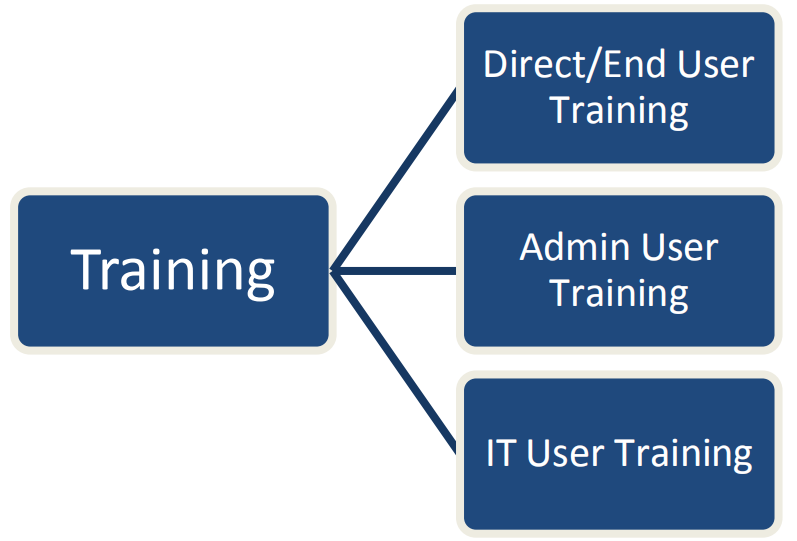 Training
Direct/End User
Training
Admin User
Training
IT User Training